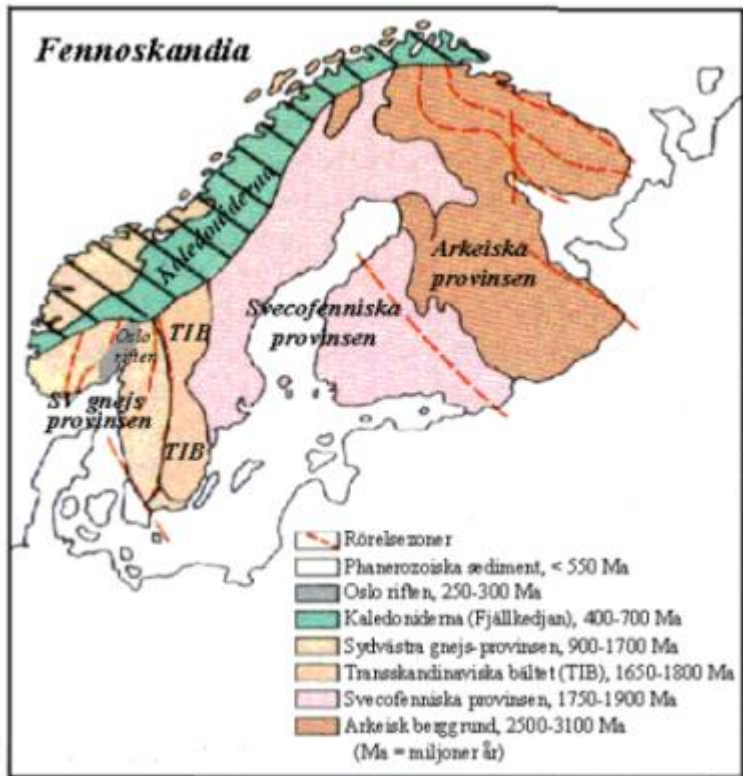 Fennoskandia
Kaledoniderna
Arkeiska
provinsen
Svecofenniska
provinsen
TIB
Oslo
riften
SV gnejs
provinsen
TIB
Rörelsezoner
Phanerozoiska sediment, < 550 Ma
Oslo riften, 250-300 Ma
Kaledoniderna (Fjällkedjan), 400-700 Ma
Sydvästra gnejs-provinsen, 900-1700 Ma
Transskandinaviska bältet (TIB), 1650-1800 Ma
Svecofenniska provinsen, 1750-1900 Ma
Arkeisk berggrund, 2500-3100 Ma
(Ma = miljoner år)